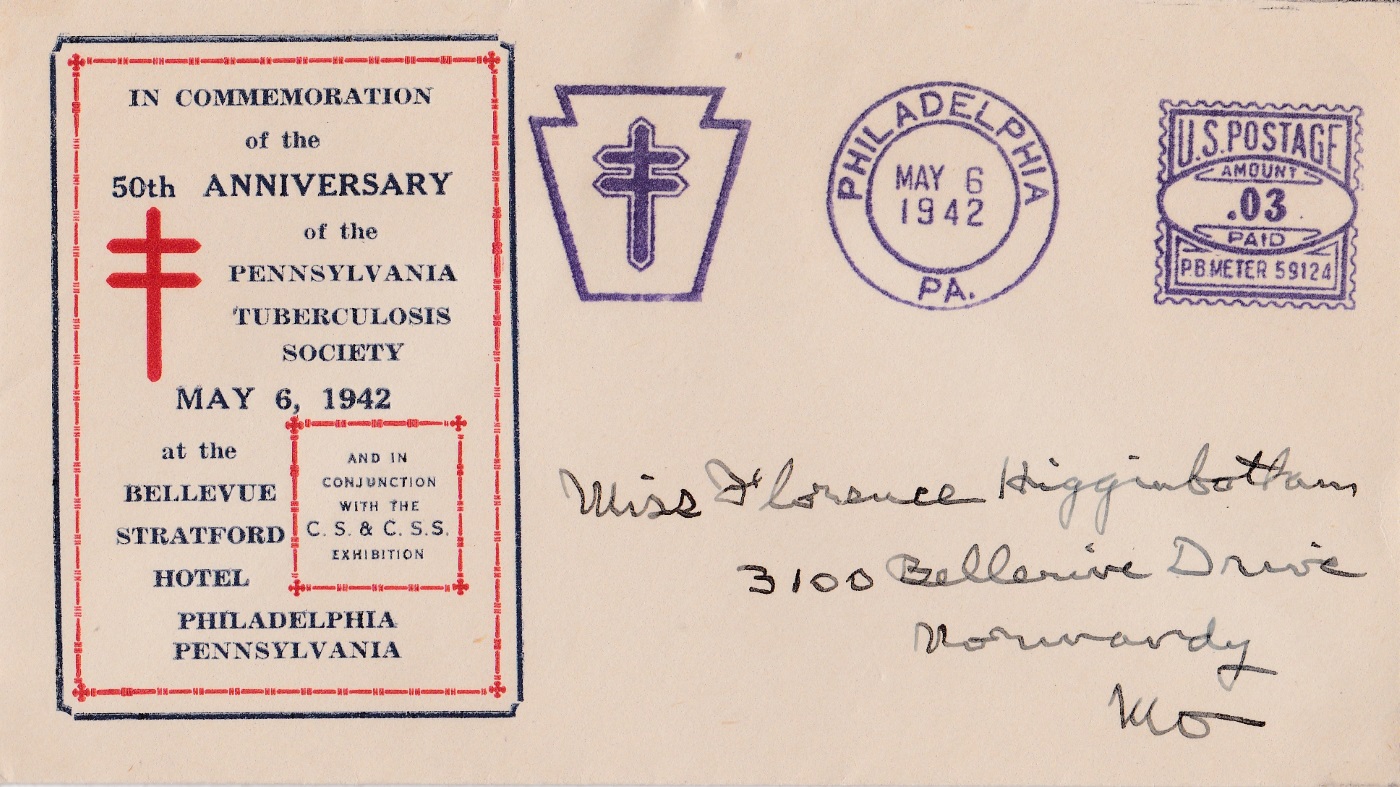 IN COMMEMORATION
of the
50th ANNIVERSARY
of the
PENNSYLVANIA
TUBERCULOSIS
SOCIETY
MAY 6, 1942
at the
BELLEVUE
STRATFORD
HOTEL
PHILADELPHIA
PENNSYLVANIA
AND IN
CONJUNCTION
WITH THE
C. S. & C. S.S.
EXHIBITION
PHILADELPHIA
MAY 6
1942
PA.
U.S. POSTAGE
AMOUNT
.03
PAID
P.B. METER 59124
Miss Florence Higginbotham
3100 Bellerive Drive
Normandy
Mo